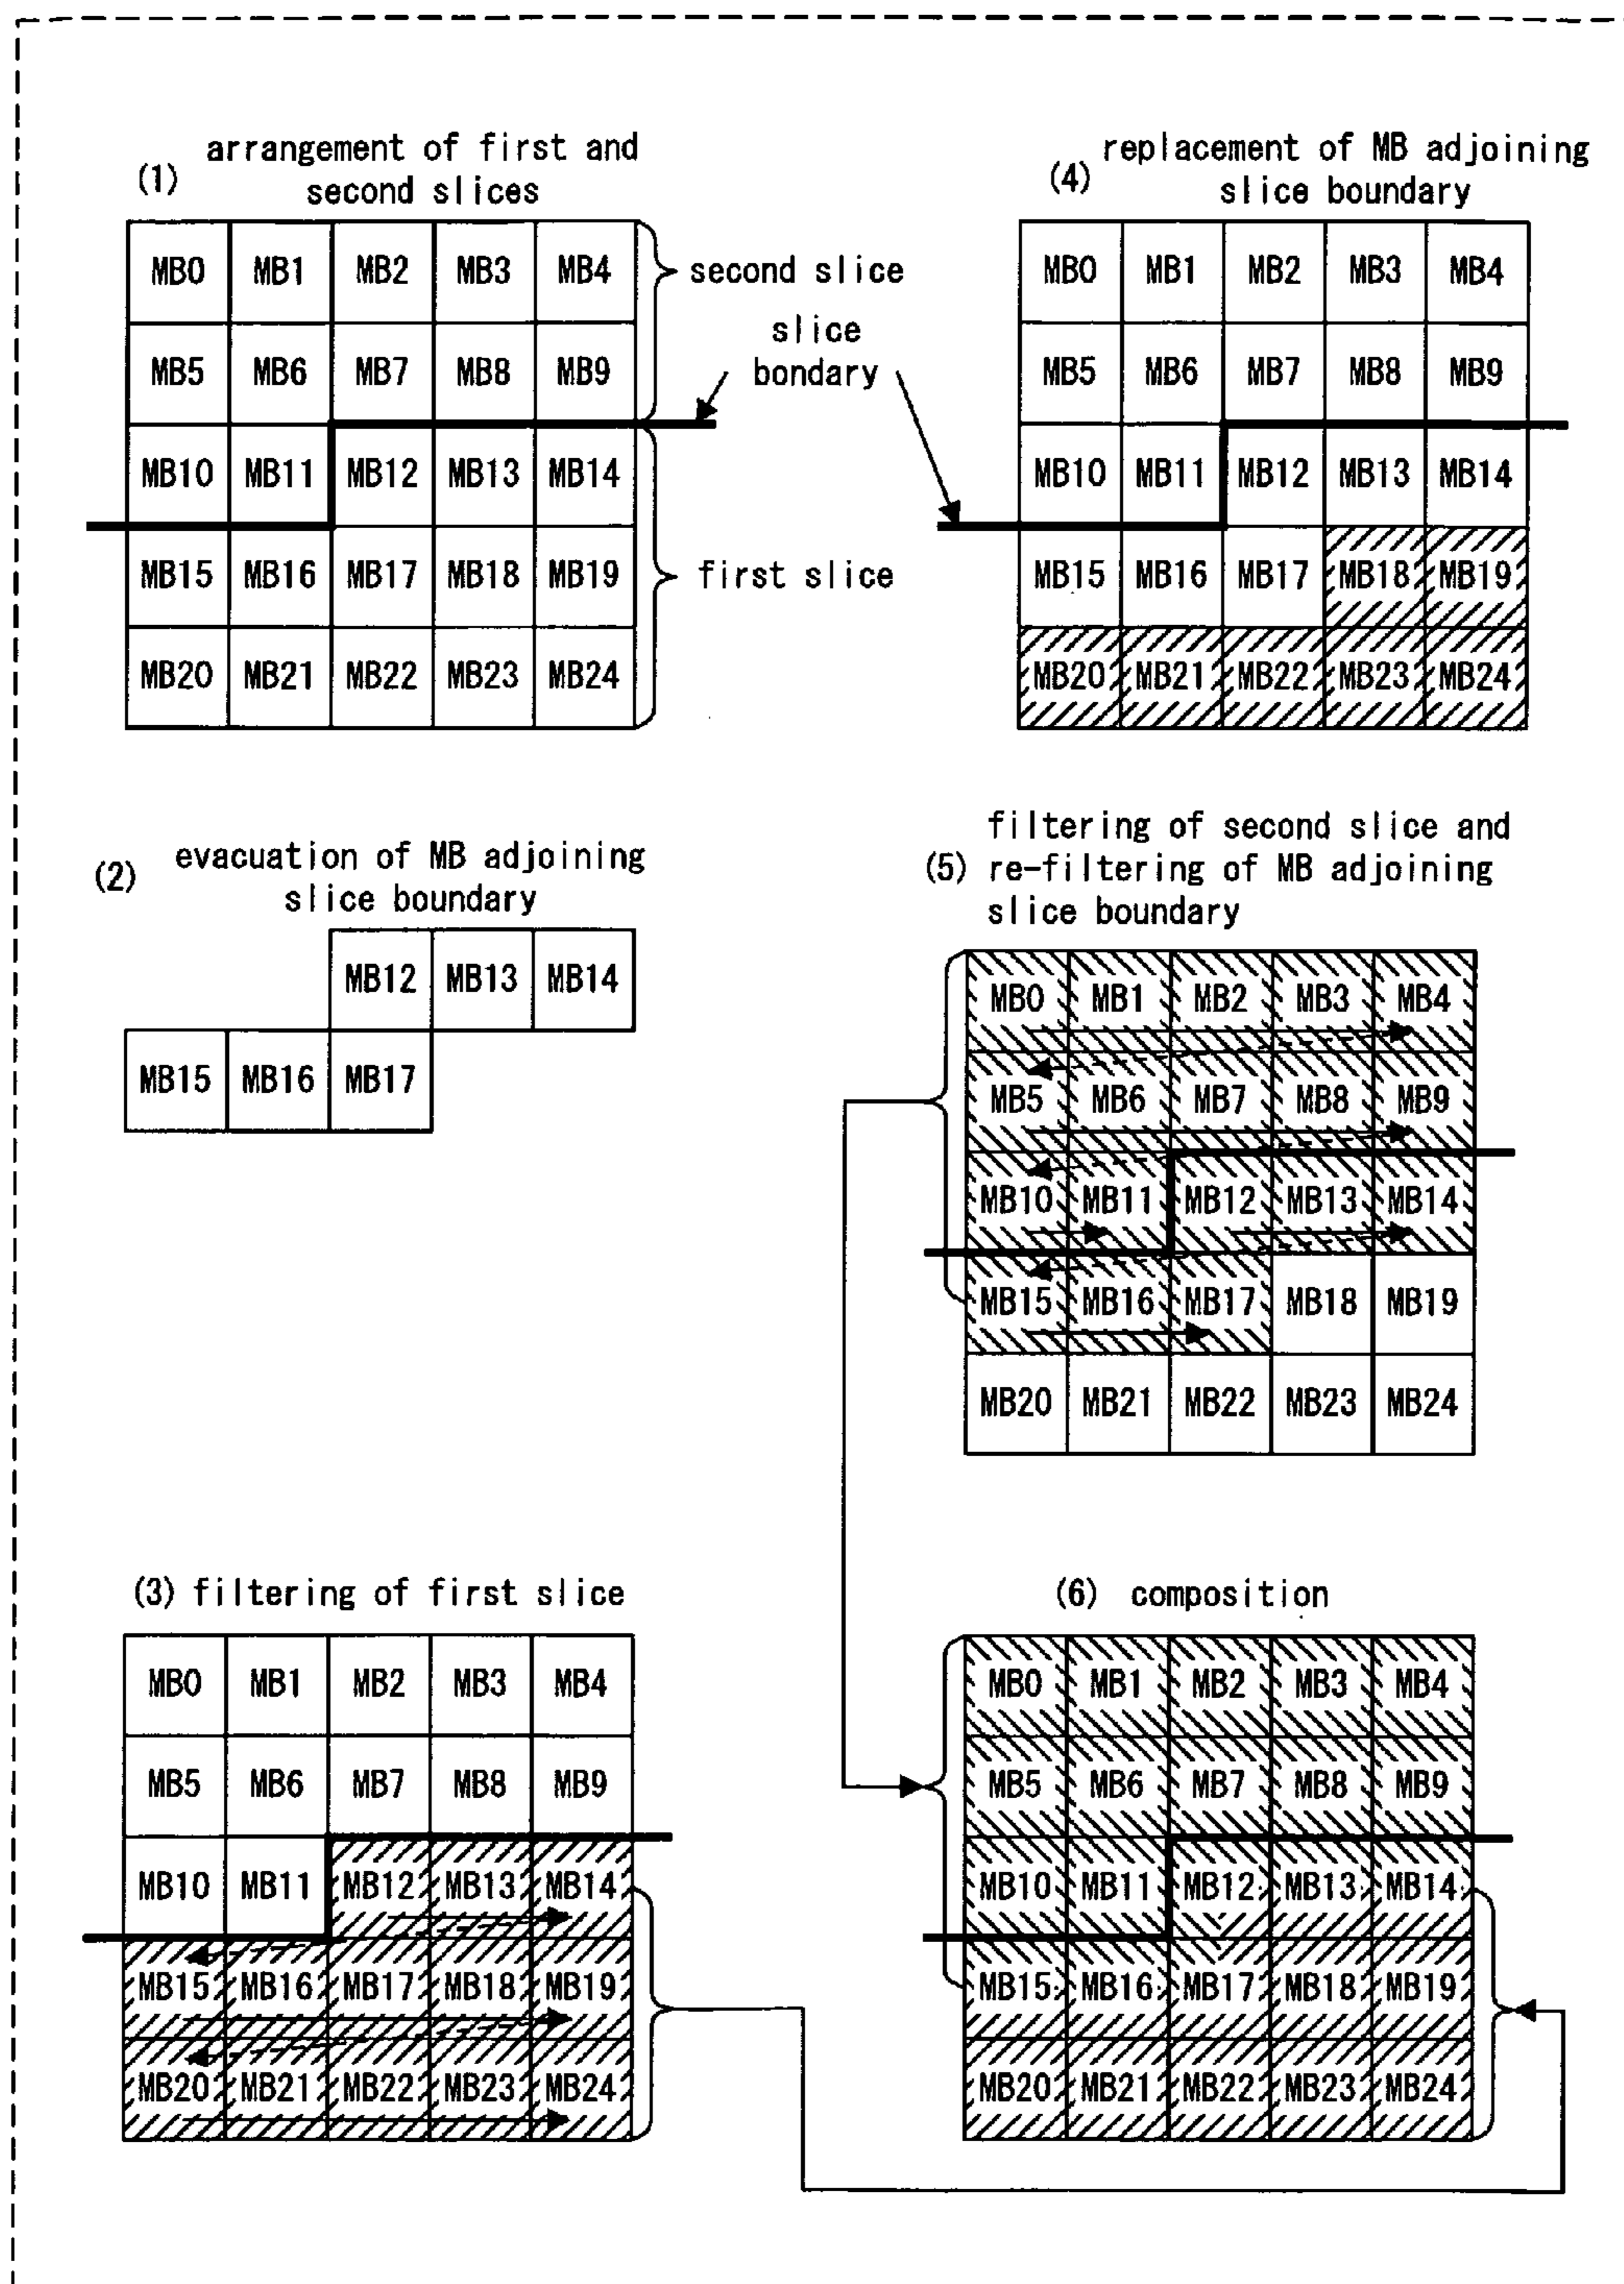 (1) arrangement of first and
second slices
MB0 MB1 MB2 MB3 MB4
MB5 MB6 MB7 MB8 MB9
MB10 MB11 MB12 MB13 MB14
MB15 MB16 MB17 MB18 MB19
MB20 MB21 MB22 MB23 MB24
second slice
slice
bondary
first slice
(2) evacuation of MB adjoining
slice boundary
MB12 MB13 MB14
MB15 MB16 MB17
(3) filtering of first slice
MB0 MB1 MB2 MB3 MB4
MB5 MB6 MB7 MB8 MB9
MB10 MB11 MB12 MB13 MB14
MB15 MB16 MB17 MB18 MB19
MB20 MB21 MB22 MB23 MB24
(4) replacement of MB adjoining
slice boundary
MB0 MB1 MB2 MB3 MB4
MB5 MB6 MB7 MB8 MB9
MB10 MB11 MB12 MB13 MB14
MB15 MB16 MB17 MB18 MB19
MB20 MB21 MB22 MB23 MB24
filtering of second slice and
(5) re-filtering of MB adjoining
slice boundary
MB0 MB1 MB2 MB3 MB4
MB5 MB6 MB7 MB8 MB9
MB10 MB11 MB12 MB13 MB14
MB15 MB16 MB17 MB18 MB19
MB20 MB21 MB22 MB23 MB24
(6) composition
MB0 MB1 MB2 MB3 MB4
MB5 MB6 MB7 MB8 MB9
MB10 MB11 MB12 MB13 MB14
MB15 MB16 MB17 MB18 MB19
MB20 MB21 MB22 MB23 MB24